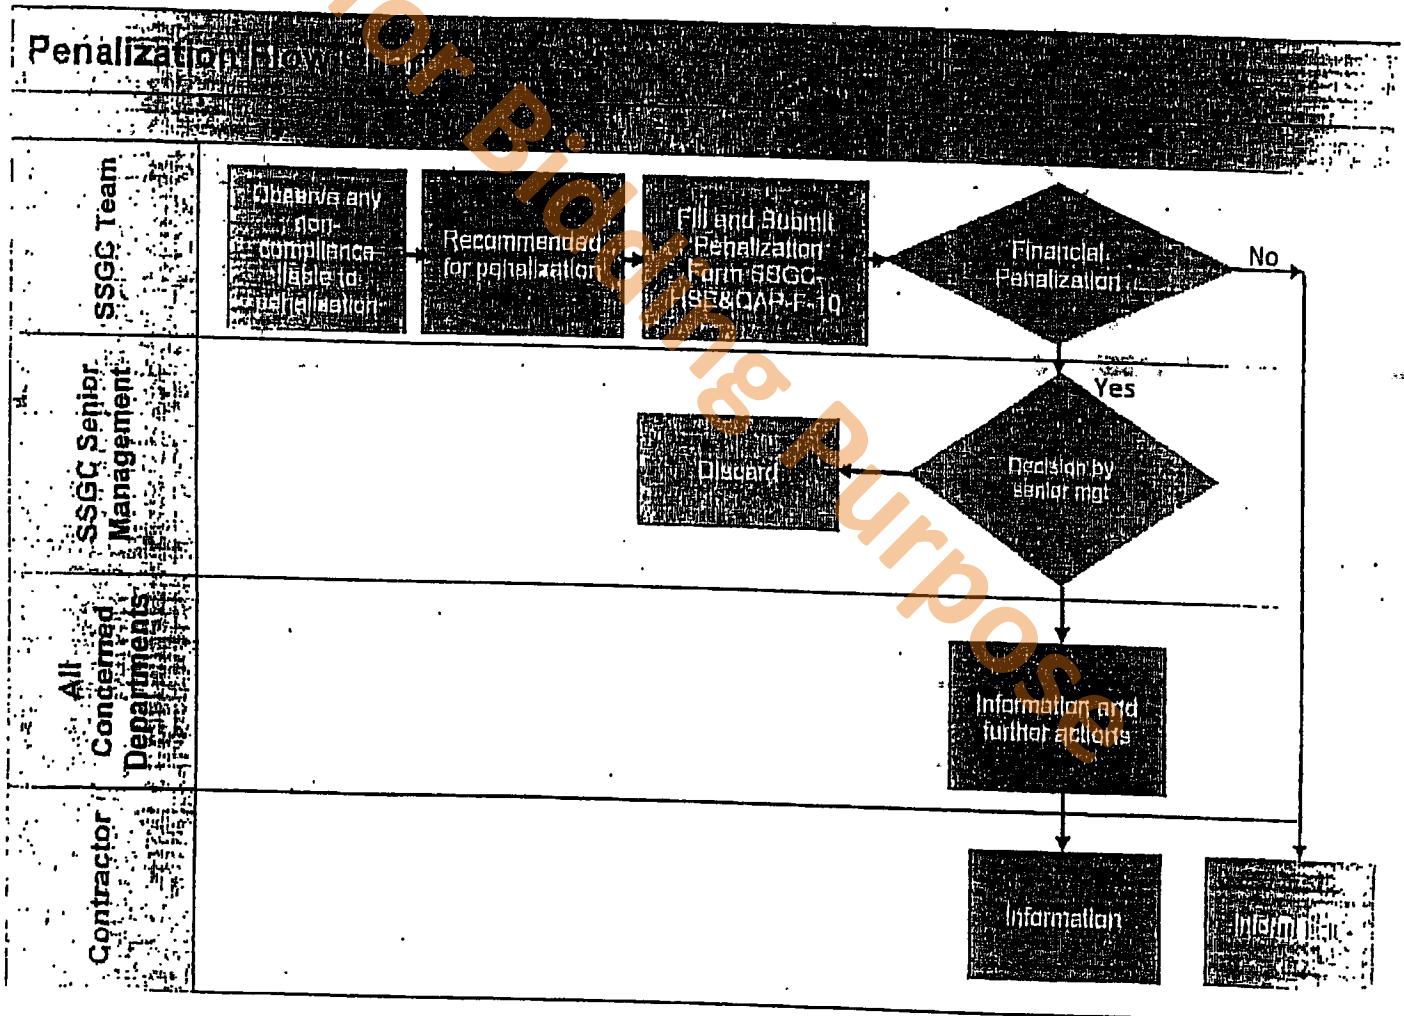 Penalization Flow
SSGC Team
Observe any
non-
compliance
liable to
penalization
Recommended
for penalization
Fill and Submit
Penalization
Form SSGC-
HSE&QAP-F-10
Financial
Penalization
No
Yes
SSGC Senior
Management
Discard
Decision by
senior mgt
All
Concerned
Departments
Information and
further actions
Contractor
Information
for Bidding Purpose